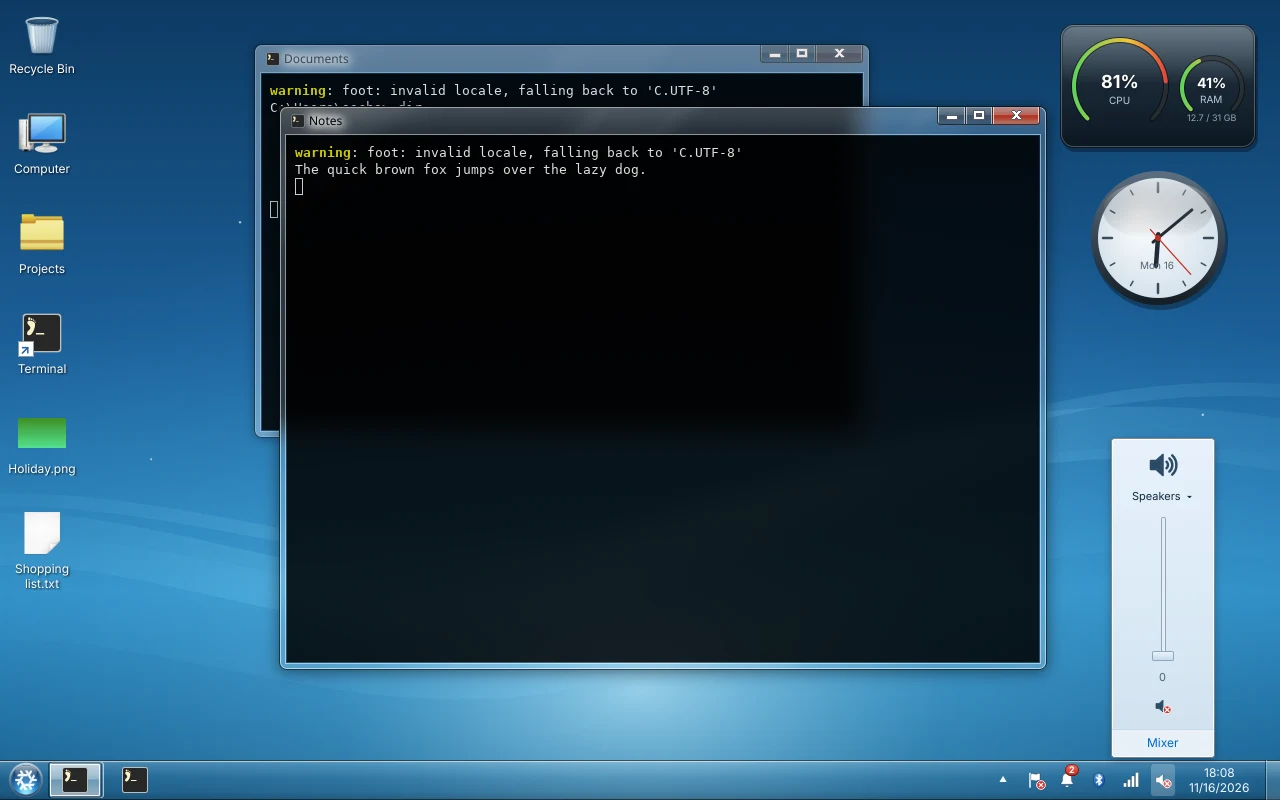 Recycle Bin
Computer
Projects
Terminal
Holiday.png
Shopping
list.txt
Documents
warning: foot: invalid locale, falling back to 'C.UTF-8'
Notes
warning: foot: invalid locale, falling back to 'C.UTF-8'
The quick brown fox jumps over the lazy dog.
81%
CPU
41%
RAM
12.7 / 31 GB
Mon 16
Speakers
0
Mixer
2
18:08
11/16/2026